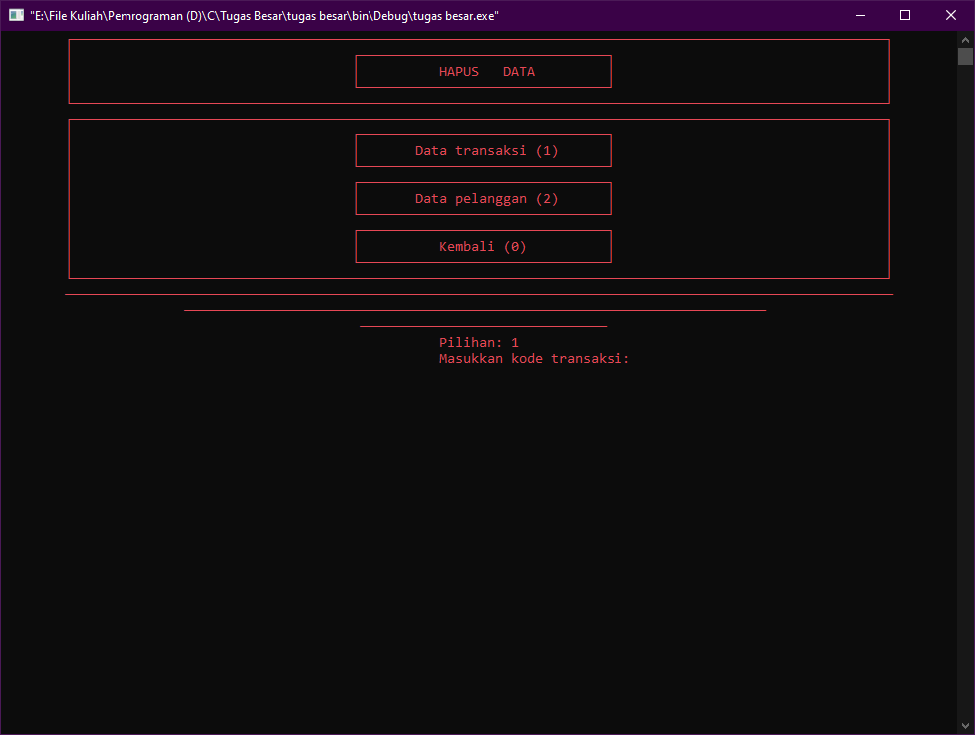 "E:\File Kuliah\Pemrograman (D)\C\Tugas Besar\tugas besar\bin\Debug\tugas besar.exe"
HAPUS   DATA
Data transaksi (1)
Data pelanggan (2)
Kembali (0)
Pilihan: 1
Masukkan kode transaksi: